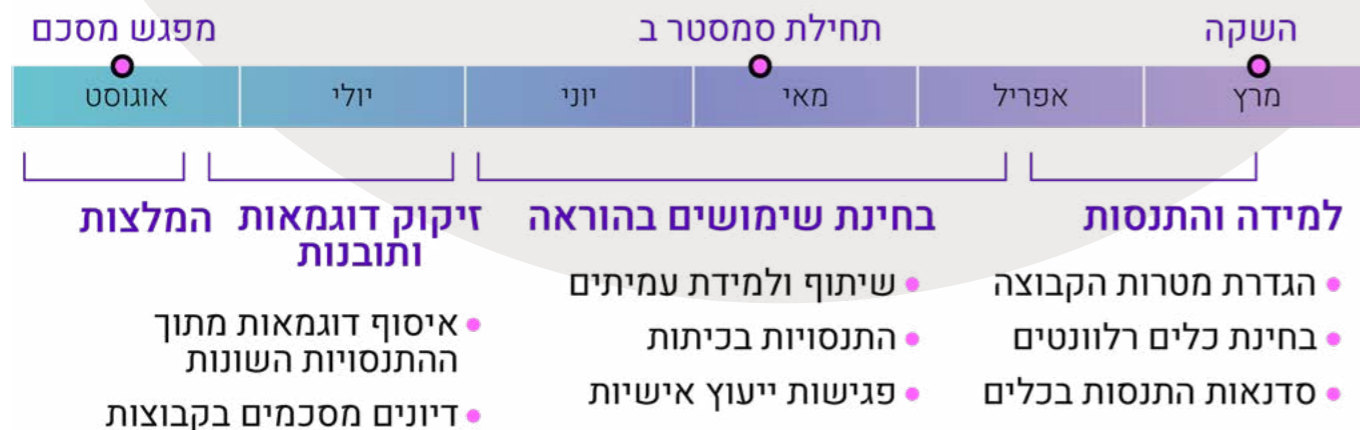 השקה
תחילת סמסטר ב
מפגש מסכם
מרץ
אפריל
מאי
יוני
יולי
אוגוסט
למידה והתנסות
הגדרת מטרות הקבוצה
בחינת כלים רלוונטים
סדנאות התנסות בכלים
בחינת שימושים בהוראה
שיתוף ולמידת עמיתים
התנסויות בכיתות
פגישות ייעוץ אישיות
זיקוק דוגמאות
ותובנות
איסוף דוגמאות מתוך
ההתנסויות השונות
דיונים מסכמים בקבוצות
המלצות